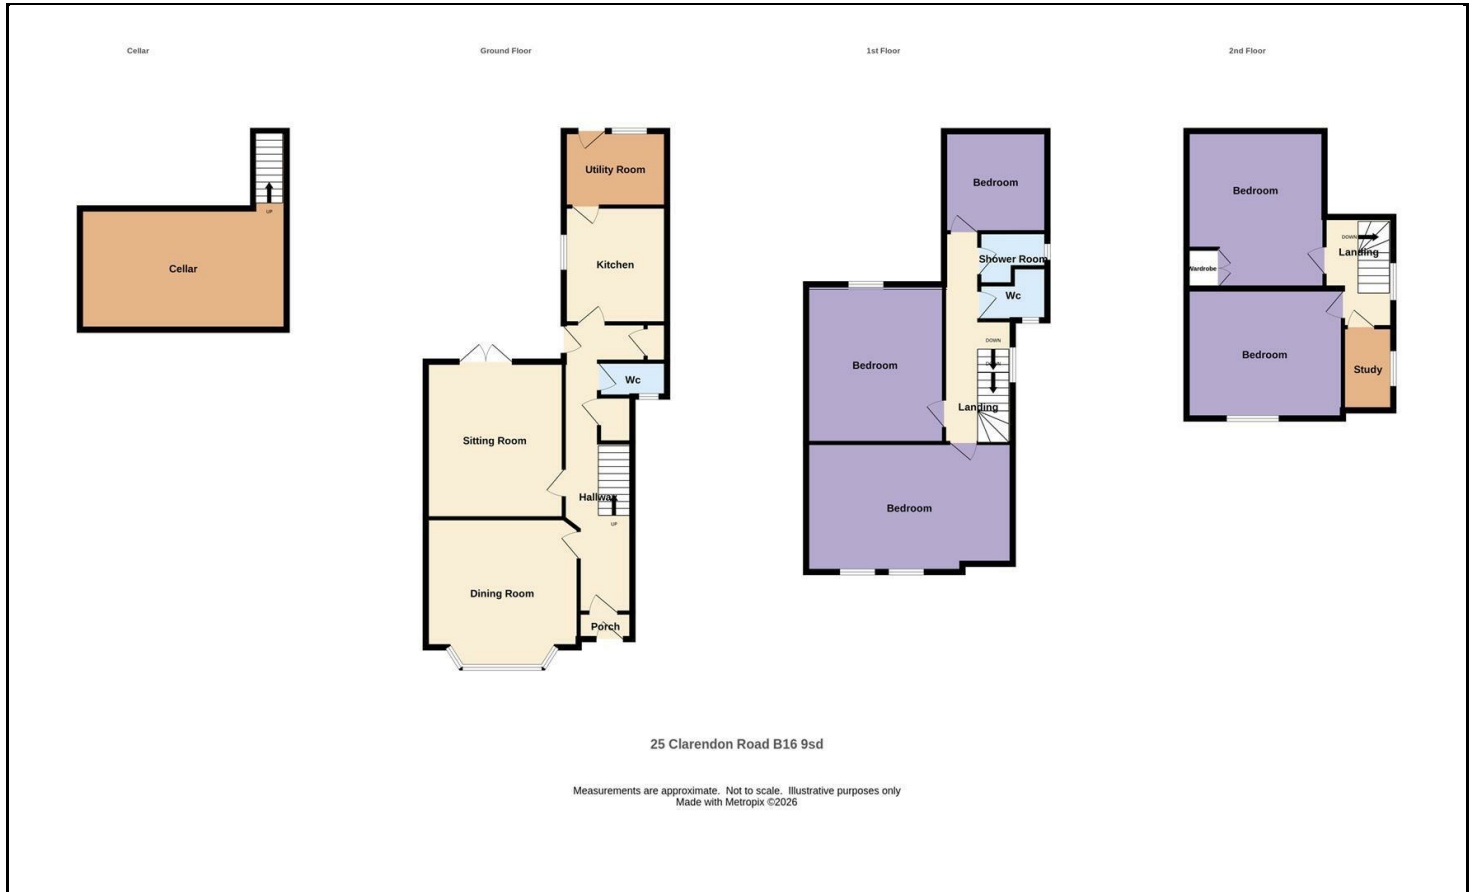 Cellar
Ground Floor
1st Floor
2nd Floor
UP
Cellar
Utility Room
Kitchen
Wc
Sitting Room
Hallway
UP
Dining Room
Porch
Bedroom
Shower Room
Wc
DOWN
DOWN
Bedroom
Landing
Bedroom
Bedroom
DOWN
Landing
Wardrobe
Bedroom
Study
25 Clarendon Road B16 9sd
Measurements are approximate. Not to scale. Illustrative purposes only
Made with Metropix ©2026